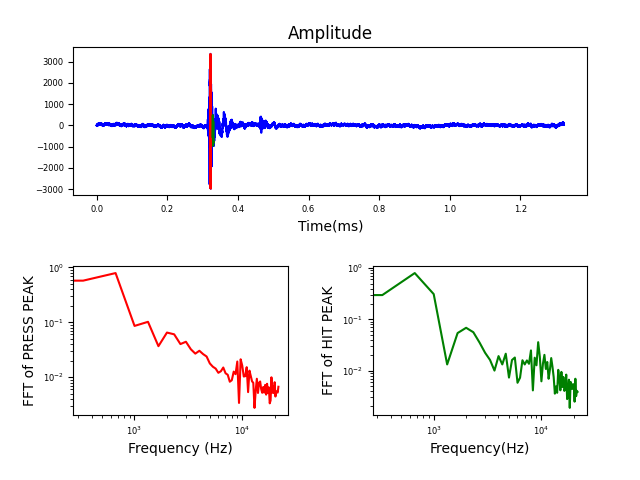 Amplitude
3000
2000
1000
0
−1000
−2000
−3000
0.0 0.2 0.4 0.6 0.8 1.0 1.2
Time(ms)
FFT of PRESS PEAK
10⁰
10⁻¹
10⁻²
10³ 10⁴
Frequency (Hz)
FFT of HIT PEAK
10⁰
10⁻¹
10⁻²
10³ 10⁴
Frequency(Hz)